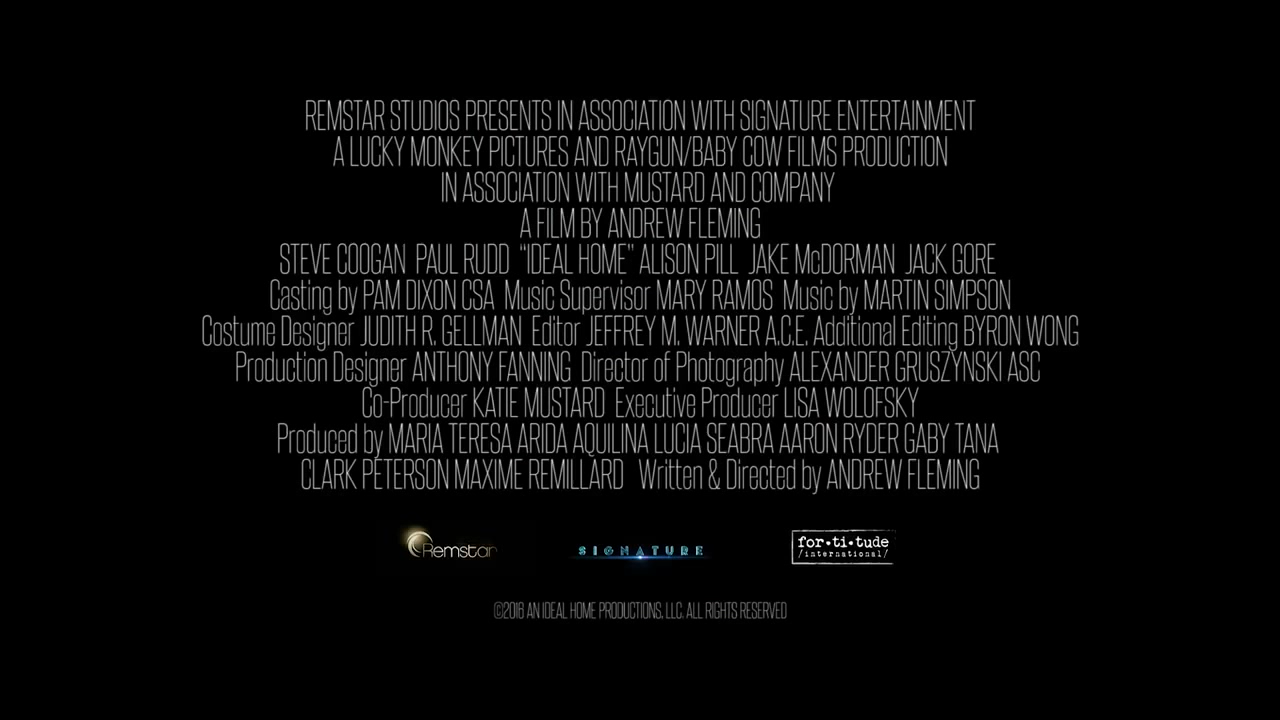 REMSTAR STUDIOS PRESENTS IN ASSOCIATION WITH SIGNATURE ENTERTAINMENT
A LUCKY MONKEY PICTURES AND RAYGUN/BABY COW FILMS PRODUCTION
IN ASSOCIATION WITH MUSTARD AND COMPANY
A FILM BY ANDREW FLEMING
STEVE COOGAN PAUL RUDD “IDEAL HOME” ALISON PILL JAKE McDORMAN JACK GORE
Casting by PAM DIXON CSA Music Supervisor MARY RAMOS Music by MARTIN SIMPSON
Costume Designer JUDITH R. GELLMAN Editor JEFFREY M. WARNER A.C.E. Additional Editing BYRON WONG
Production Designer ANTHONY FANNING Director of Photography ALEXANDER GRUSZYNSKI ASC
Co-Producer KATIE MUSTARD Executive Producer LISA WOLOFSKY
Produced by MARIA TERESA ARIDA AQUILINA LUCIA SEABRA AARON RYDER GABY TANA
CLARK PETERSON MAXIME REMILLARD Written & Directed by ANDREW FLEMING
Remstar SIGNATURE for•ti•tude
/international/
©2016 AN IDEAL HOME PRODUCTIONS, LLC. ALL RIGHTS RESERVED